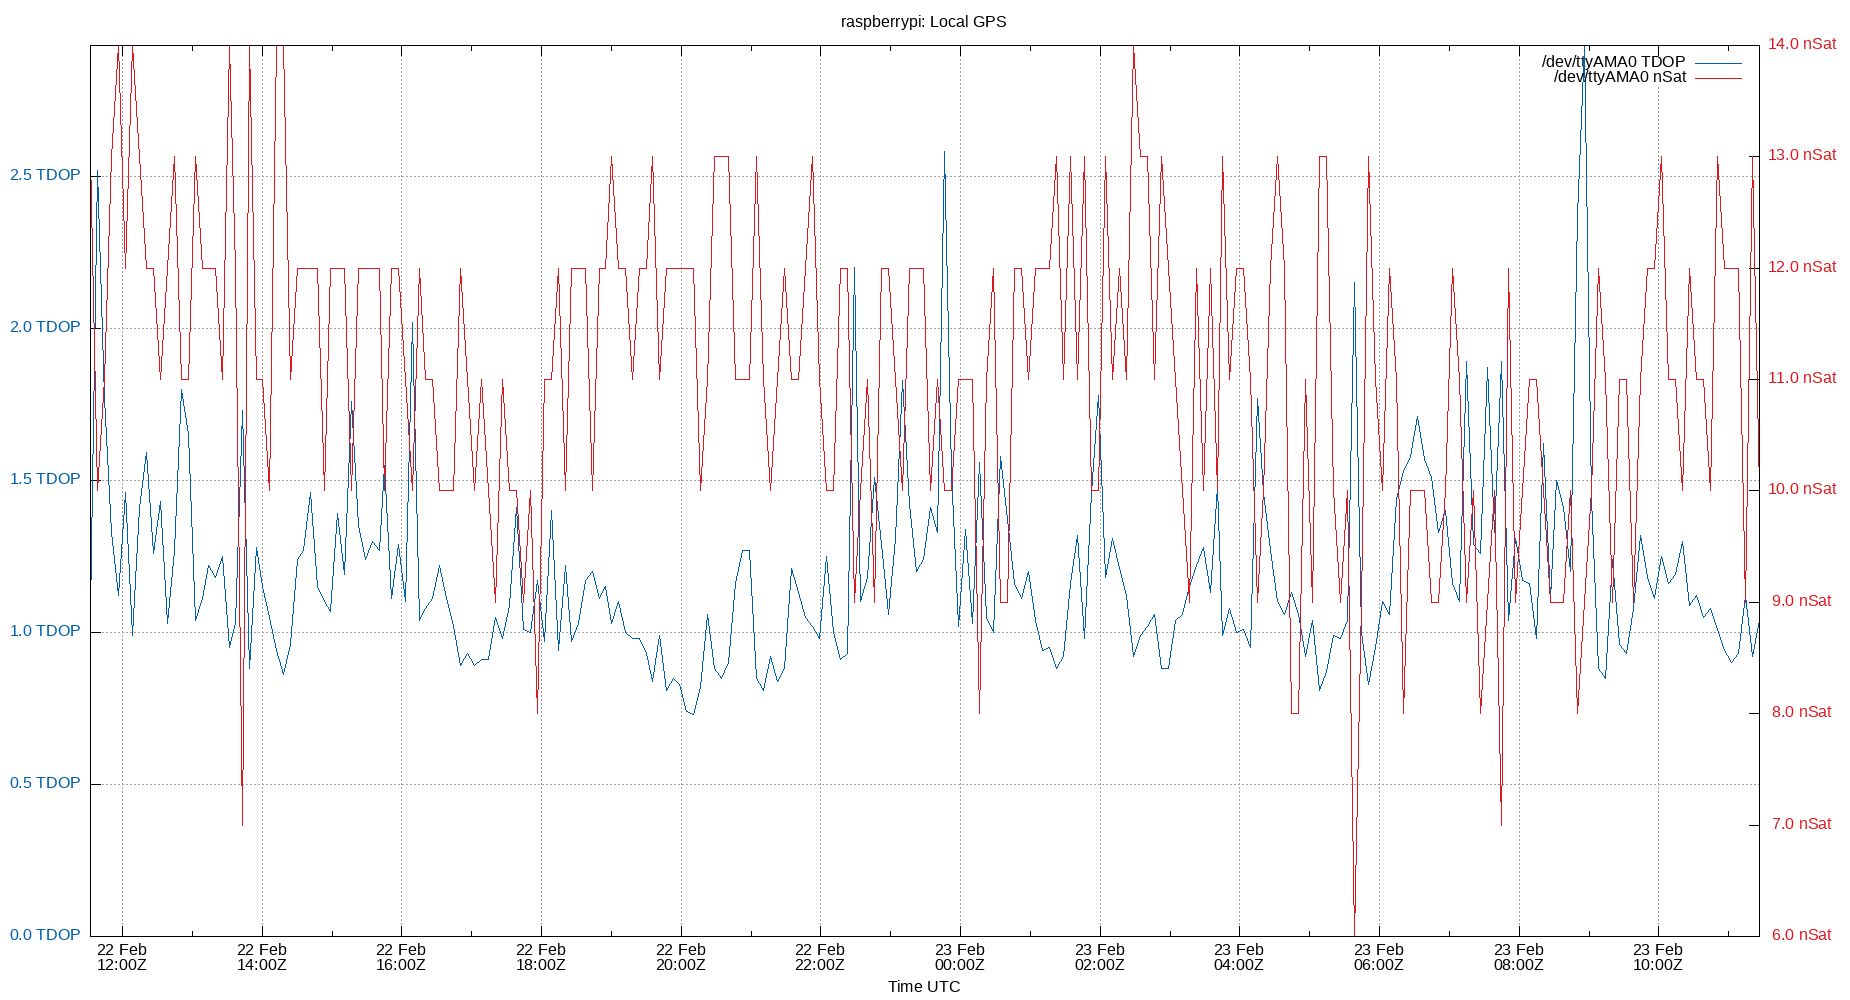 raspberrypi: Local GPS
/dev/ttyAMA0 TDOP
/dev/ttyAMA0 nSat
2.5 TDOP
2.0 TDOP
1.5 TDOP
1.0 TDOP
0.5 TDOP
0.0 TDOP
14.0 nSat
13.0 nSat
12.0 nSat
11.0 nSat
10.0 nSat
9.0 nSat
8.0 nSat
7.0 nSat
6.0 nSat
22 Feb
12:00Z
22 Feb
14:00Z
22 Feb
16:00Z
22 Feb
18:00Z
22 Feb
20:00Z
22 Feb
22:00Z
23 Feb
00:00Z
23 Feb
02:00Z
23 Feb
04:00Z
23 Feb
06:00Z
23 Feb
08:00Z
23 Feb
10:00Z
Time UTC